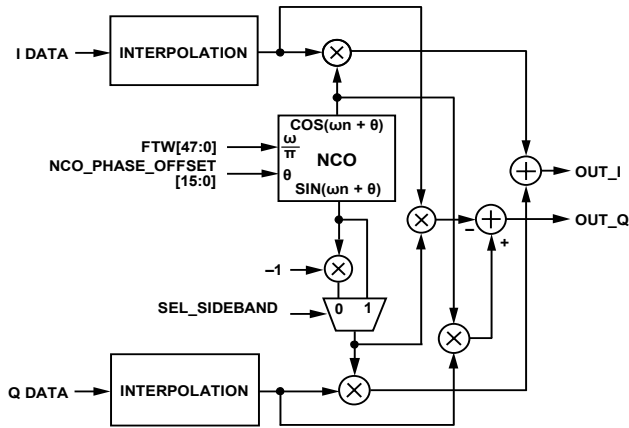 I DATA
INTERPOLATION
COS(ωn + θ)
FTW[47:0]
ω
π
NCO
NCO_PHASE_OFFSET
[15:0]
θ
SIN(ωn + θ)
OUT_I
OUT_Q
–
+
–1
SEL_SIDEBAND
0 1
Q DATA
INTERPOLATION